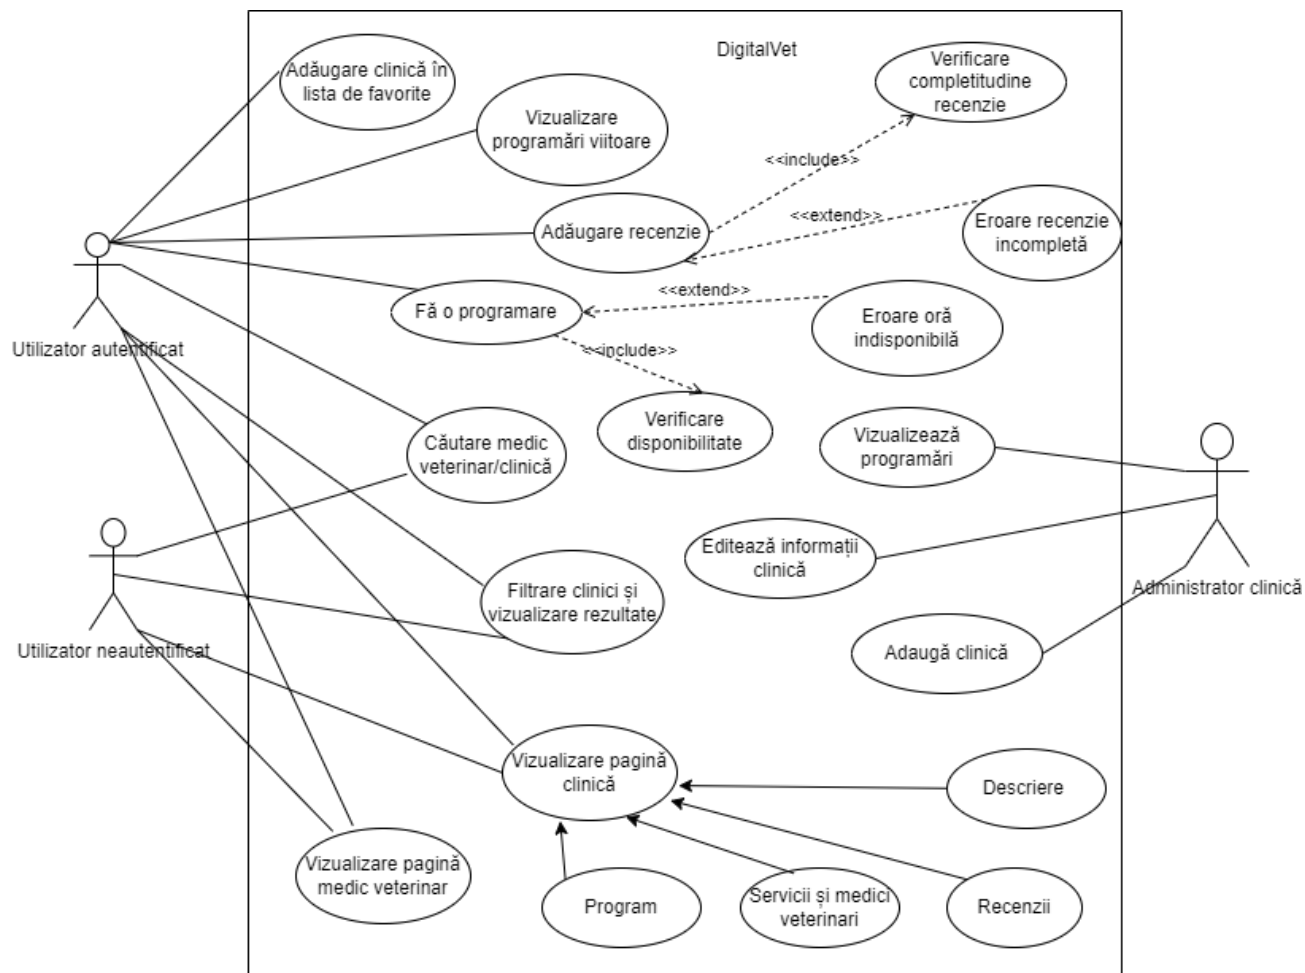 DigitalVet
Adăugare clinică în
lista de favorite
Verificare
completitudine
recenzie
Vizualizare
programări viitoare
<<include>>
<<extend>>
Adăugare recenzie
Eroare recenzie
incompletă
<<extend>>
Fă o programare
Eroare oră
indisponibilă
<<include>>
Utilizator autentificat
Verificare
disponibilitate
Căutare medic
veterinar/clinică
Vizualizează
programări
Editează informații
clinică
Administrator clinică
Filtrare clinici și
vizualizare rezultate
Utilizator neautentificat
Adaugă clinică
Vizualizare pagină
clinică
Descriere
Vizualizare pagină
medic veterinar
Program
Servicii și medici
veterinari
Recenzii